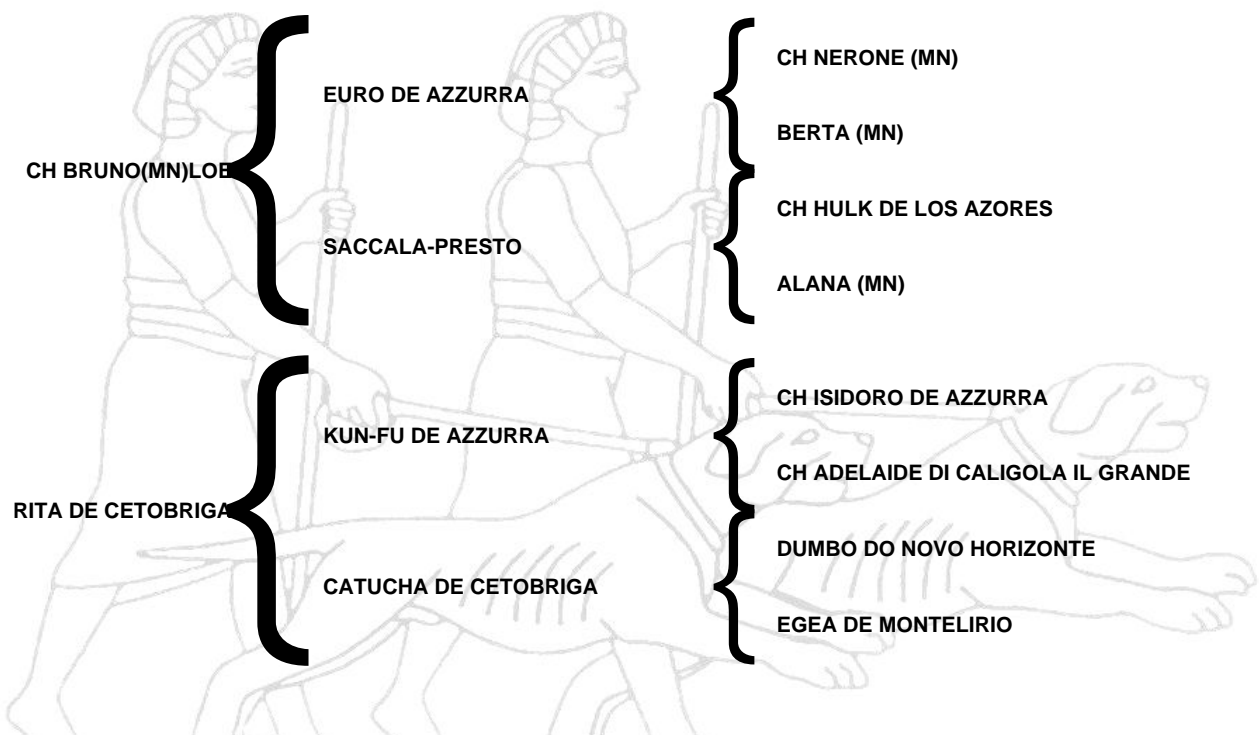 CH NERONE (MN)
EURO DE AZZURRA
BERTA (MN)
CH BRUNO(MN)LOE
CH HULK DE LOS AZORES
SACCALA-PRESTO
ALANA (MN)
CH ISIDORO DE AZZURRA
KUN-FU DE AZZURRA
CH ADELAIDE DI CALIGOLA IL GRANDE
RITA DE CETOBRIGA
DUMBO DO NOVO HORIZONTE
CATUCHA DE CETOBRIGA
EGEA DE MONTELIRIO